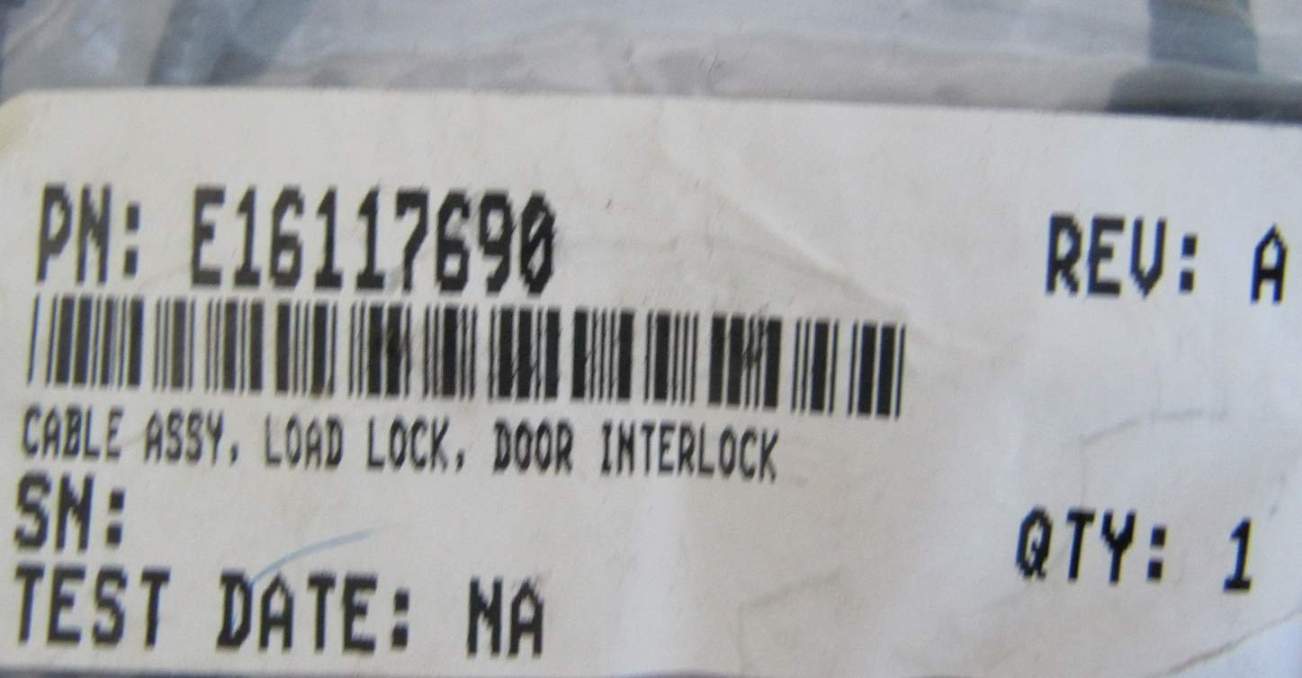 PN: E16117690
REV: A
CABLE ASSY, LOAD LOCK, DOOR INTERLOCK
SN:
QTY: 1
TEST DATE: NA